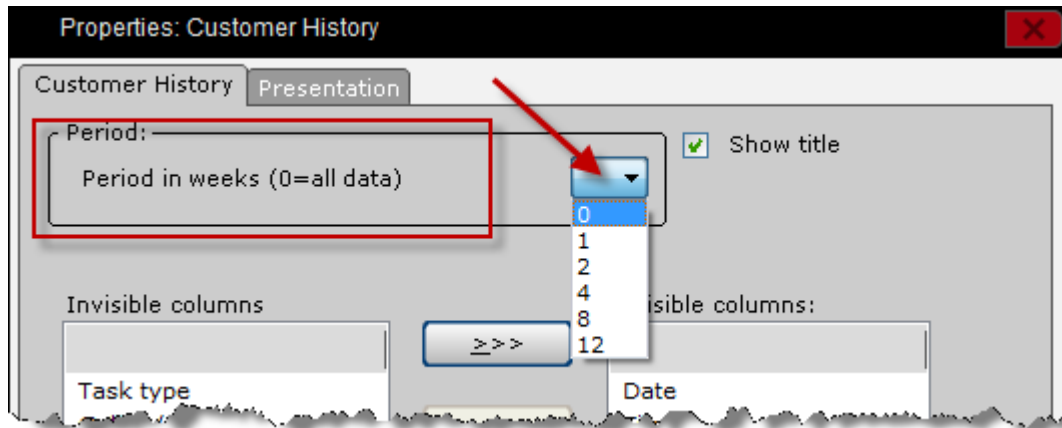 Properties: Customer History
Customer History
Presentation
Period:
Show title
Period in weeks (0=all data)
0
1
2
4
8
12
Invisible columns
isible columns:
>>>
Task type
Date